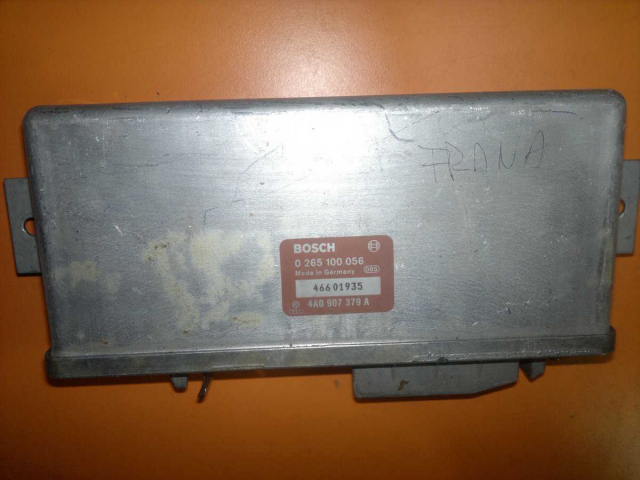 FRANA
BOSCH
0 265 100 056
Made in Germany
46601935
4A0 907 379 A